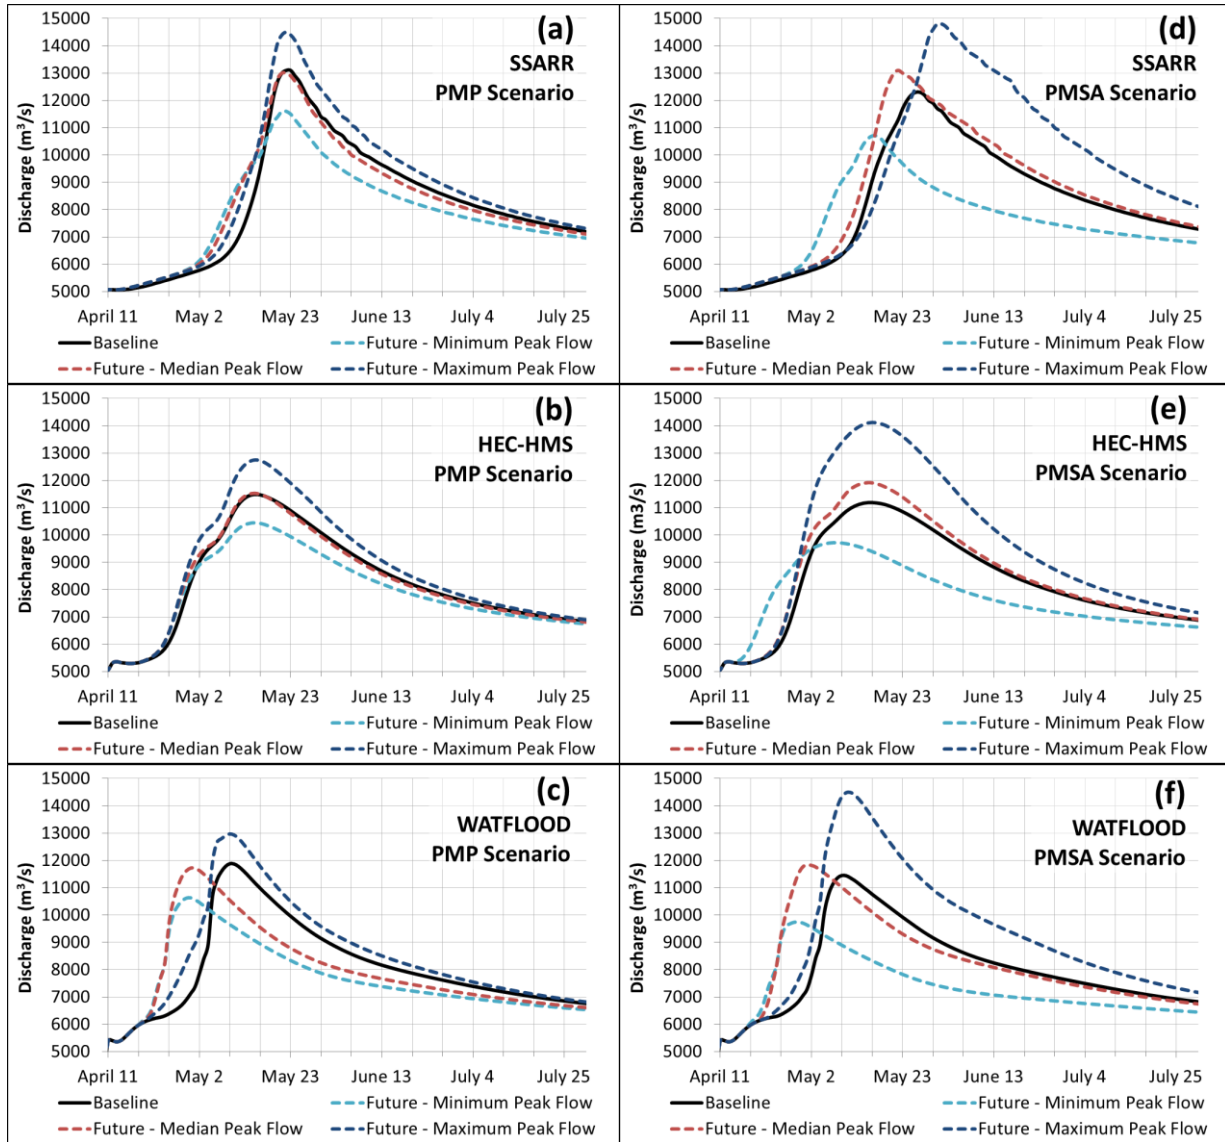 (a)
SSARR
PMP Scenario
Discharge (m³/s)
15000
14000
13000
12000
11000
10000
9000
8000
7000
6000
5000
April 11 May 2 May 23 June 13 July 4 July 25
Baseline Future - Minimum Peak Flow
Future - Median Peak Flow Future - Maximum Peak Flow
(d)
SSARR
PMSA Scenario
Discharge (m³/s)
15000
14000
13000
12000
11000
10000
9000
8000
7000
6000
5000
April 11 May 2 May 23 June 13 July 4 July 25
Baseline Future - Minimum Peak Flow
Future - Median Peak Flow Future - Maximum Peak Flow
(b)
HEC-HMS
PMP Scenario
Discharge (m³/s)
15000
14000
13000
12000
11000
10000
9000
8000
7000
6000
5000
April 11 May 2 May 23 June 13 July 4 July 25
Baseline Future - Minimum Peak Flow
Future - Median Peak Flow Future - Maximum Peak Flow
(e)
HEC-HMS
PMSA Scenario
Discharge (m3/s)
15000
14000
13000
12000
11000
10000
9000
8000
7000
6000
5000
April 11 May 2 May 23 June 13 July 4 July 25
Baseline Future - Minimum Peak Flow
Future - Median Peak Flow Future - Maximum Peak Flow
(c)
WATFLOOD
PMP Scenario
Discharge (m³/s)
15000
14000
13000
12000
11000
10000
9000
8000
7000
6000
5000
April 11 May 2 May 23 June 13 July 4 July 25
Baseline Future - Minimum Peak Flow
Future - Median Peak Flow Future - Maximum Peak Flow
(f)
WATFLOOD
PMSA Scenario
Discharge (m³/s)
15000
14000
13000
12000
11000
10000
9000
8000
7000
6000
5000
April 11 May 2 May 23 June 13 July 4 July 25
Baseline Future - Minimum Peak Flow
Future - Median Peak Flow Future - Maximum Peak Flow